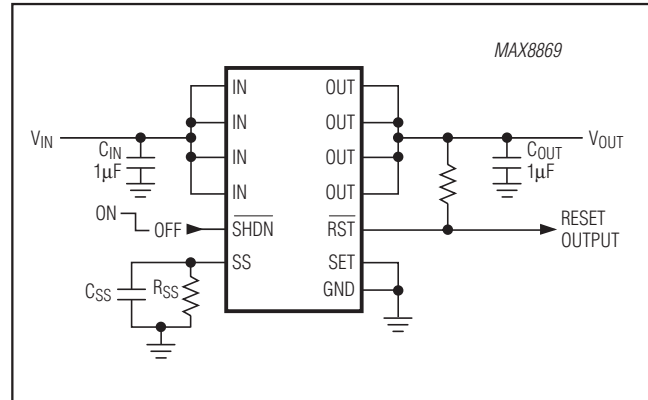 MAX8869
IN OUT
IN OUT
V_IN C_IN 1μF IN OUT C_OUT 1μF V_OUT
IN OUT
ON OFF SHDN RST RESET OUTPUT
SS SET
C_SS R_SS GND